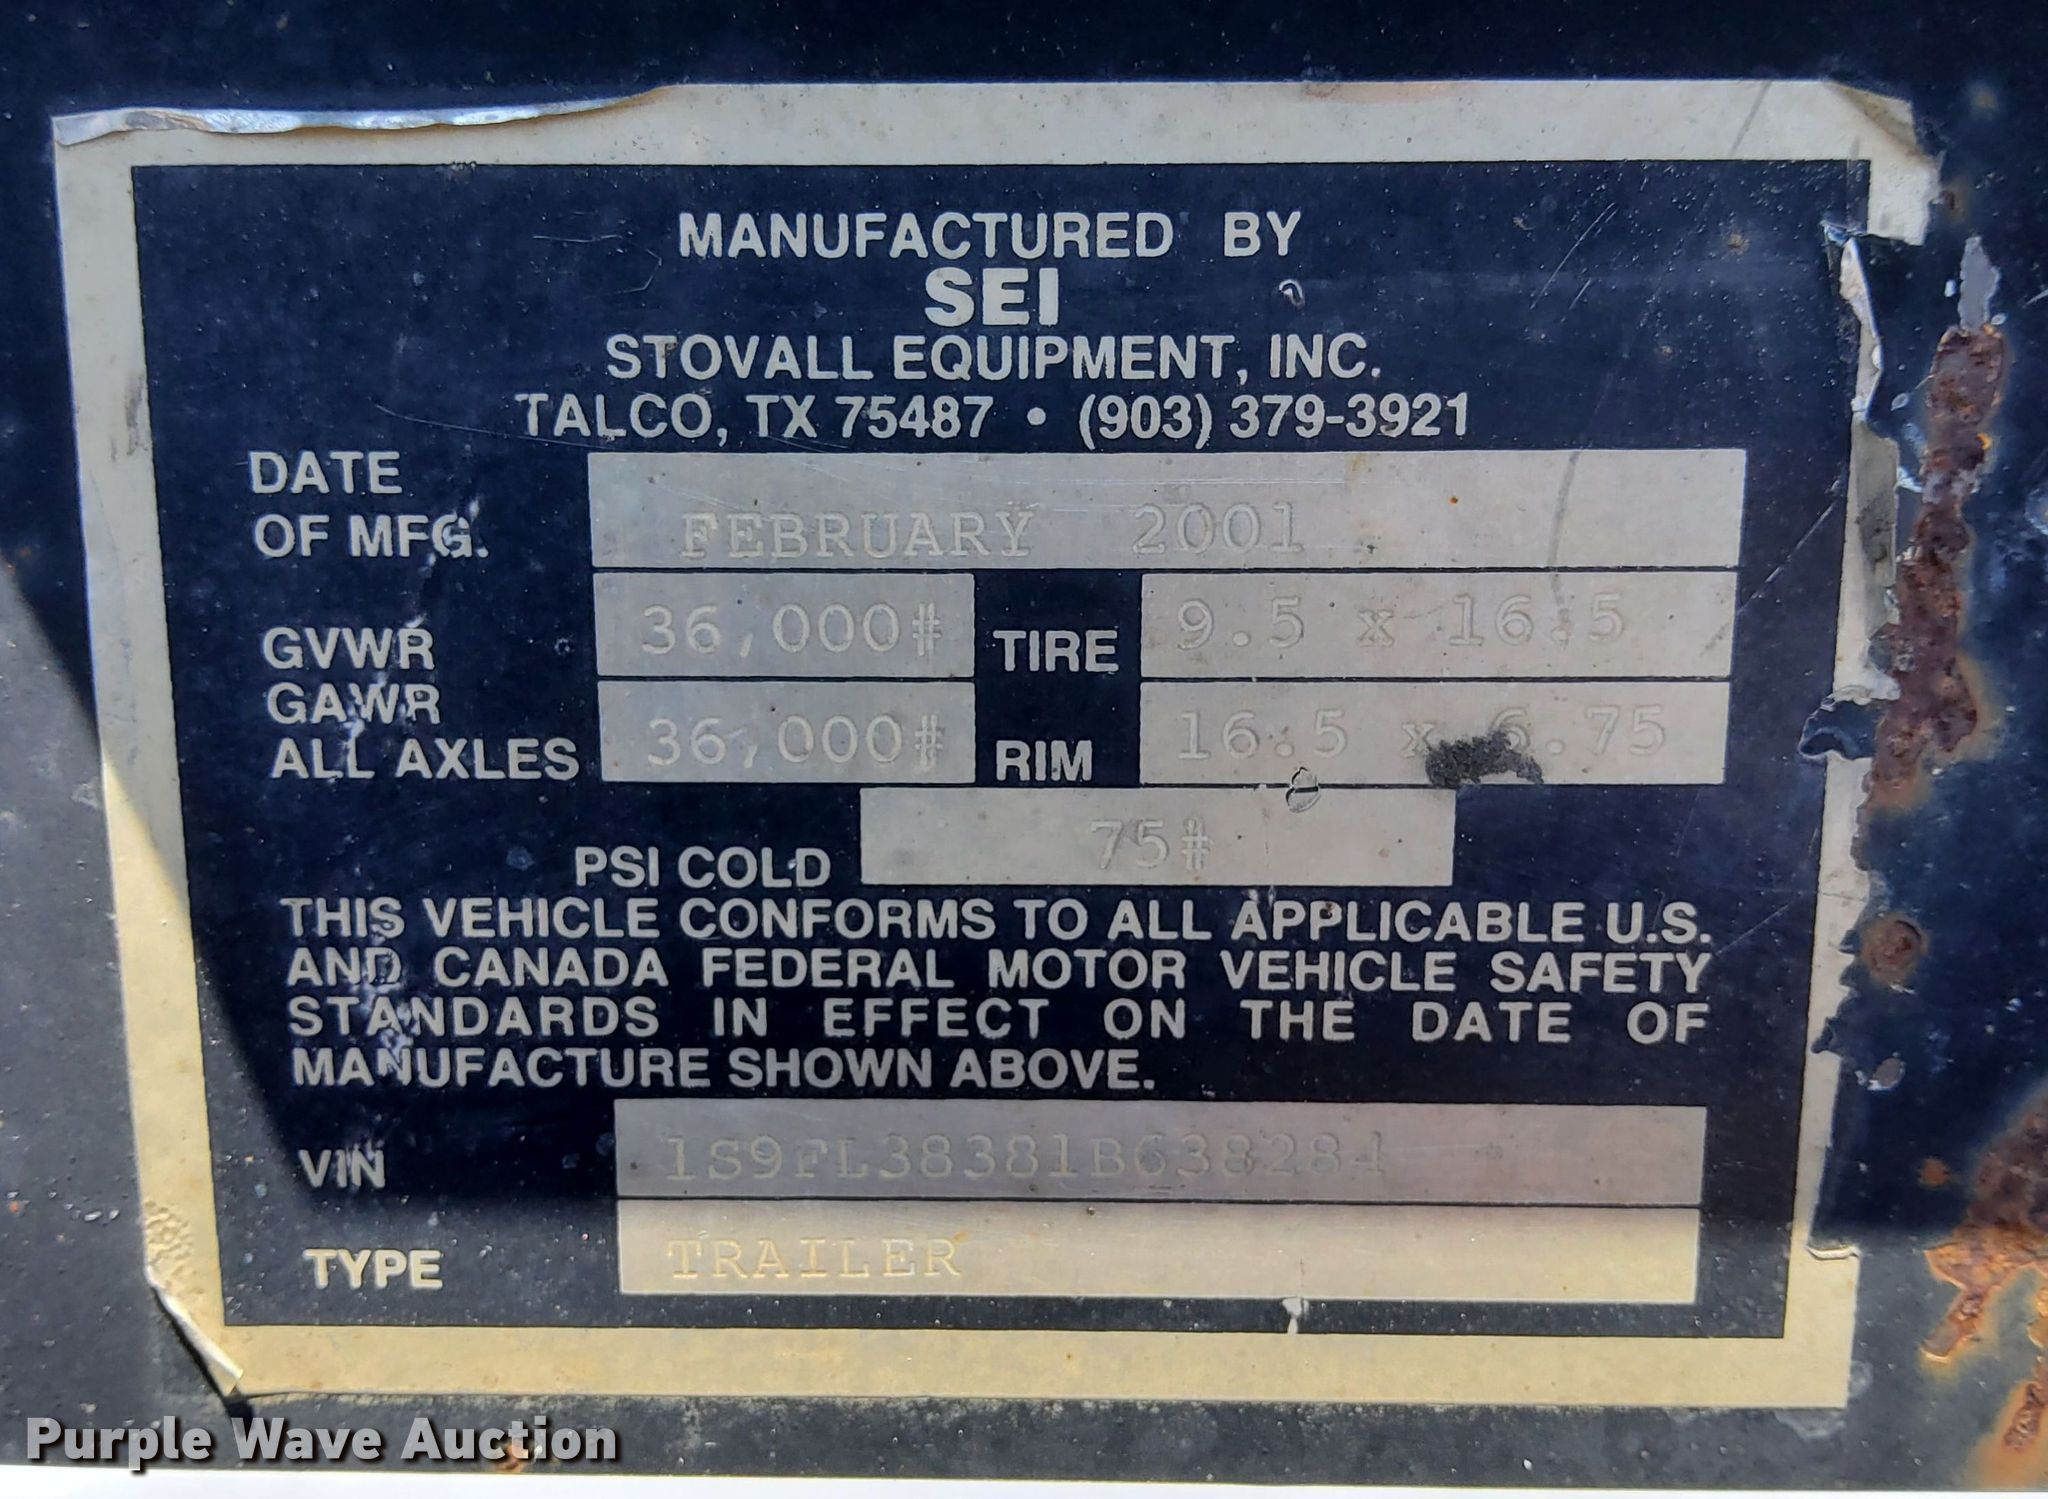 MANUFACTURED BY
SEI
STOVALL EQUIPMENT, INC.
TALCO, TX 75487 • (903) 379-3921
DATE OF MFG. FEBRUARY 2001
GVWR 36,000# TIRE 9.5 x 16.5
GAWR ALL AXLES 36,000# RIM 16.5 x 6.75
PSI COLD 75#
THIS VEHICLE CONFORMS TO ALL APPLICABLE U.S.
AND CANADA FEDERAL MOTOR VEHICLE SAFETY
STANDARDS IN EFFECT ON THE DATE OF
MANUFACTURE SHOWN ABOVE.
VIN 1S9FL38381B638284
TYPE TRAILER
Purple Wave Auction